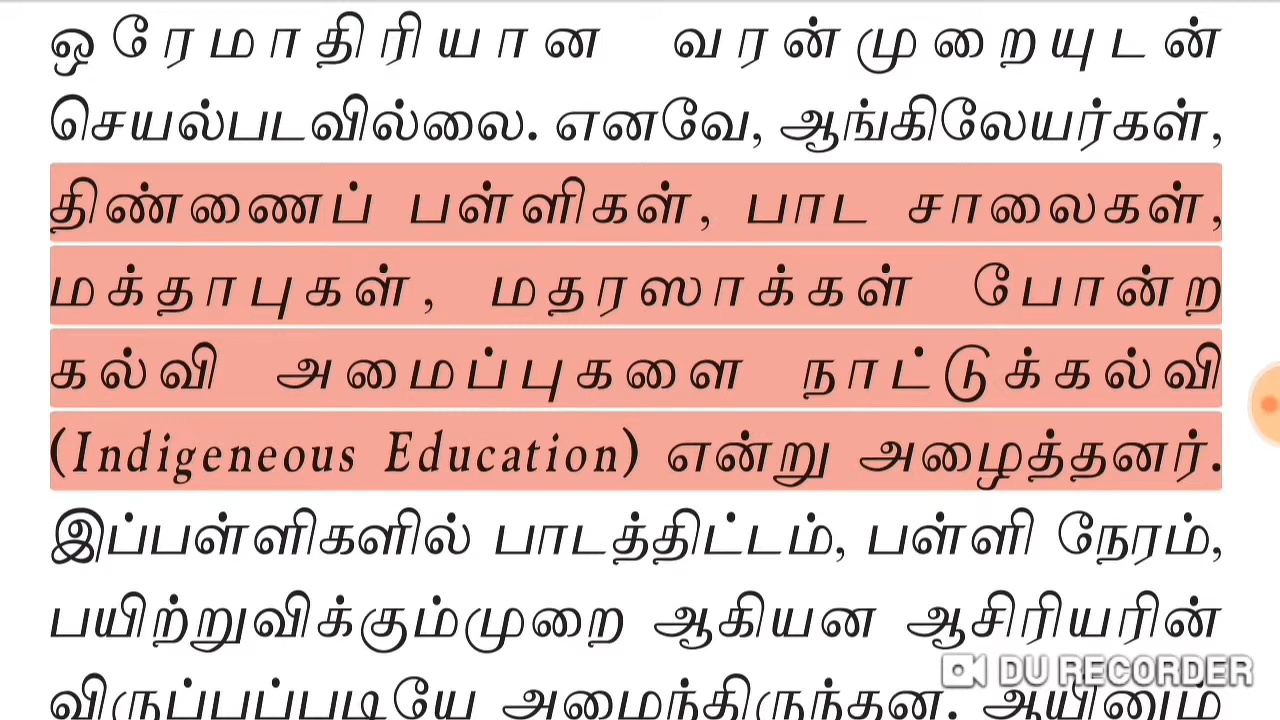 ஒரேமாதிரியான வரன்முறையுடன்
செயல்படவில்லை. எனவே, ஆங்கிலேயர்கள்,
திண்ணைப் பள்ளிகள், பாட சாலைகள்,
மக்தாபுகள், மதரஸாக்கள் போன்ற
கல்வி அமைப்புகளை நாட்டுக்கல்வி
(Indigeneous Education) என்று அழைத்தனர்.
இப்பள்ளிகளில் பாடத்திட்டம், பள்ளி நேரம்,
பயிற்றுவிக்கும்முறை ஆகியன ஆசிரியரின்
விருப்பப்படியே அமைந்திருந்தன. ஆயினும்
DU RECORDER